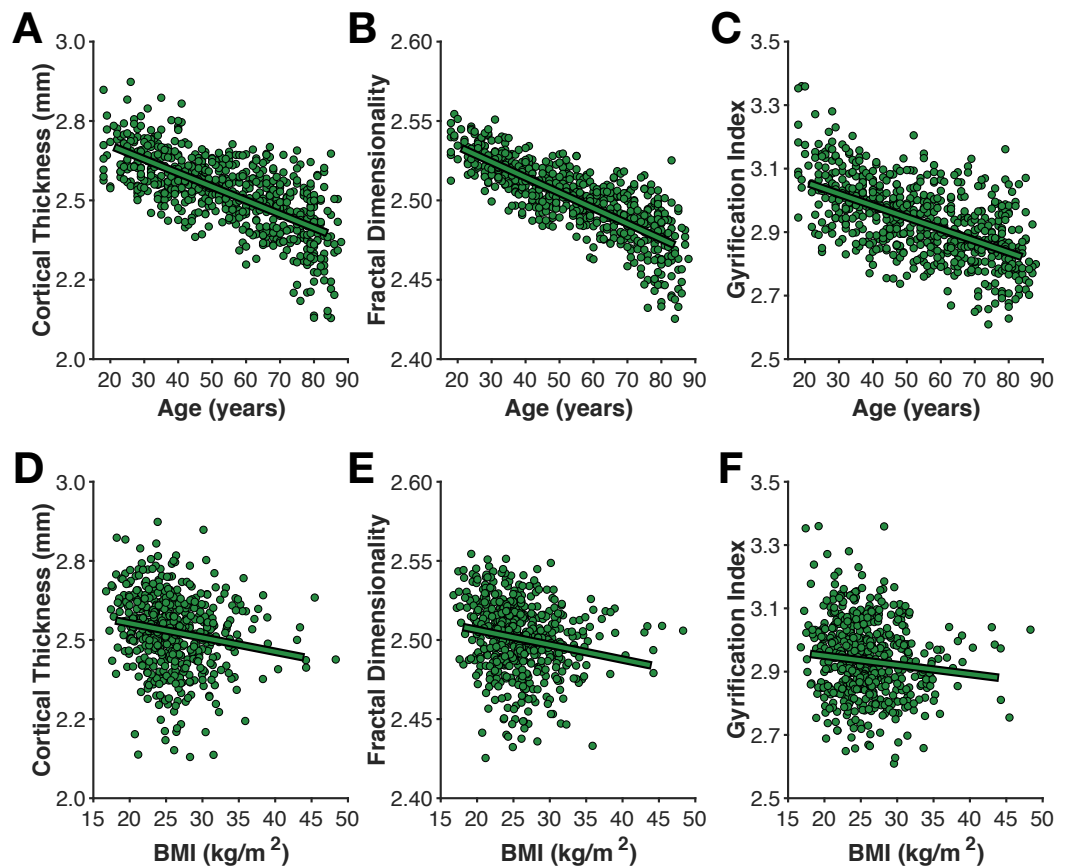 A
B
C
Cortical Thickness (mm)
3.0
2.8
2.5
2.2
2.0
20 30 40 50 60 70 80 90
Age (years)
Fractal Dimensionality
2.60
2.55
2.50
2.45
2.40
20 30 40 50 60 70 80 90
Age (years)
Gyrification Index
3.5
3.3
3.1
2.9
2.7
2.5
20 30 40 50 60 70 80 90
Age (years)
D
E
F
Cortical Thickness (mm)
3.0
2.8
2.5
2.2
2.0
15 20 25 30 35 40 45 50
BMI (kg/m²)
Fractal Dimensionality
2.60
2.55
2.50
2.45
2.40
15 20 25 30 35 40 45 50
BMI (kg/m²)
Gyrification Index
3.5
3.3
3.1
2.9
2.7
2.5
15 20 25 30 35 40 45 50
BMI (kg/m²)